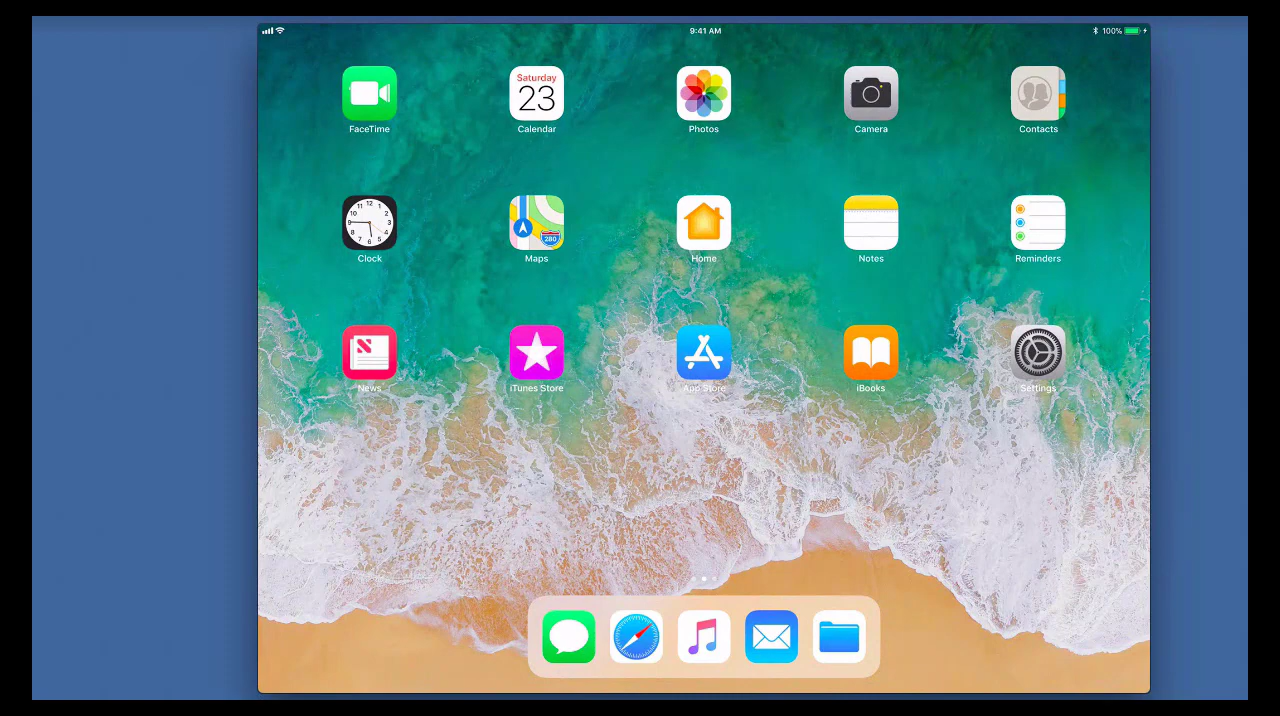 9:41 AM
100%
FaceTime
Saturday
23
Calendar
Photos
Camera
Contacts
Clock
280
Maps
Home
Notes
Reminders
News
iTunes Store
App Store
iBooks
Settings